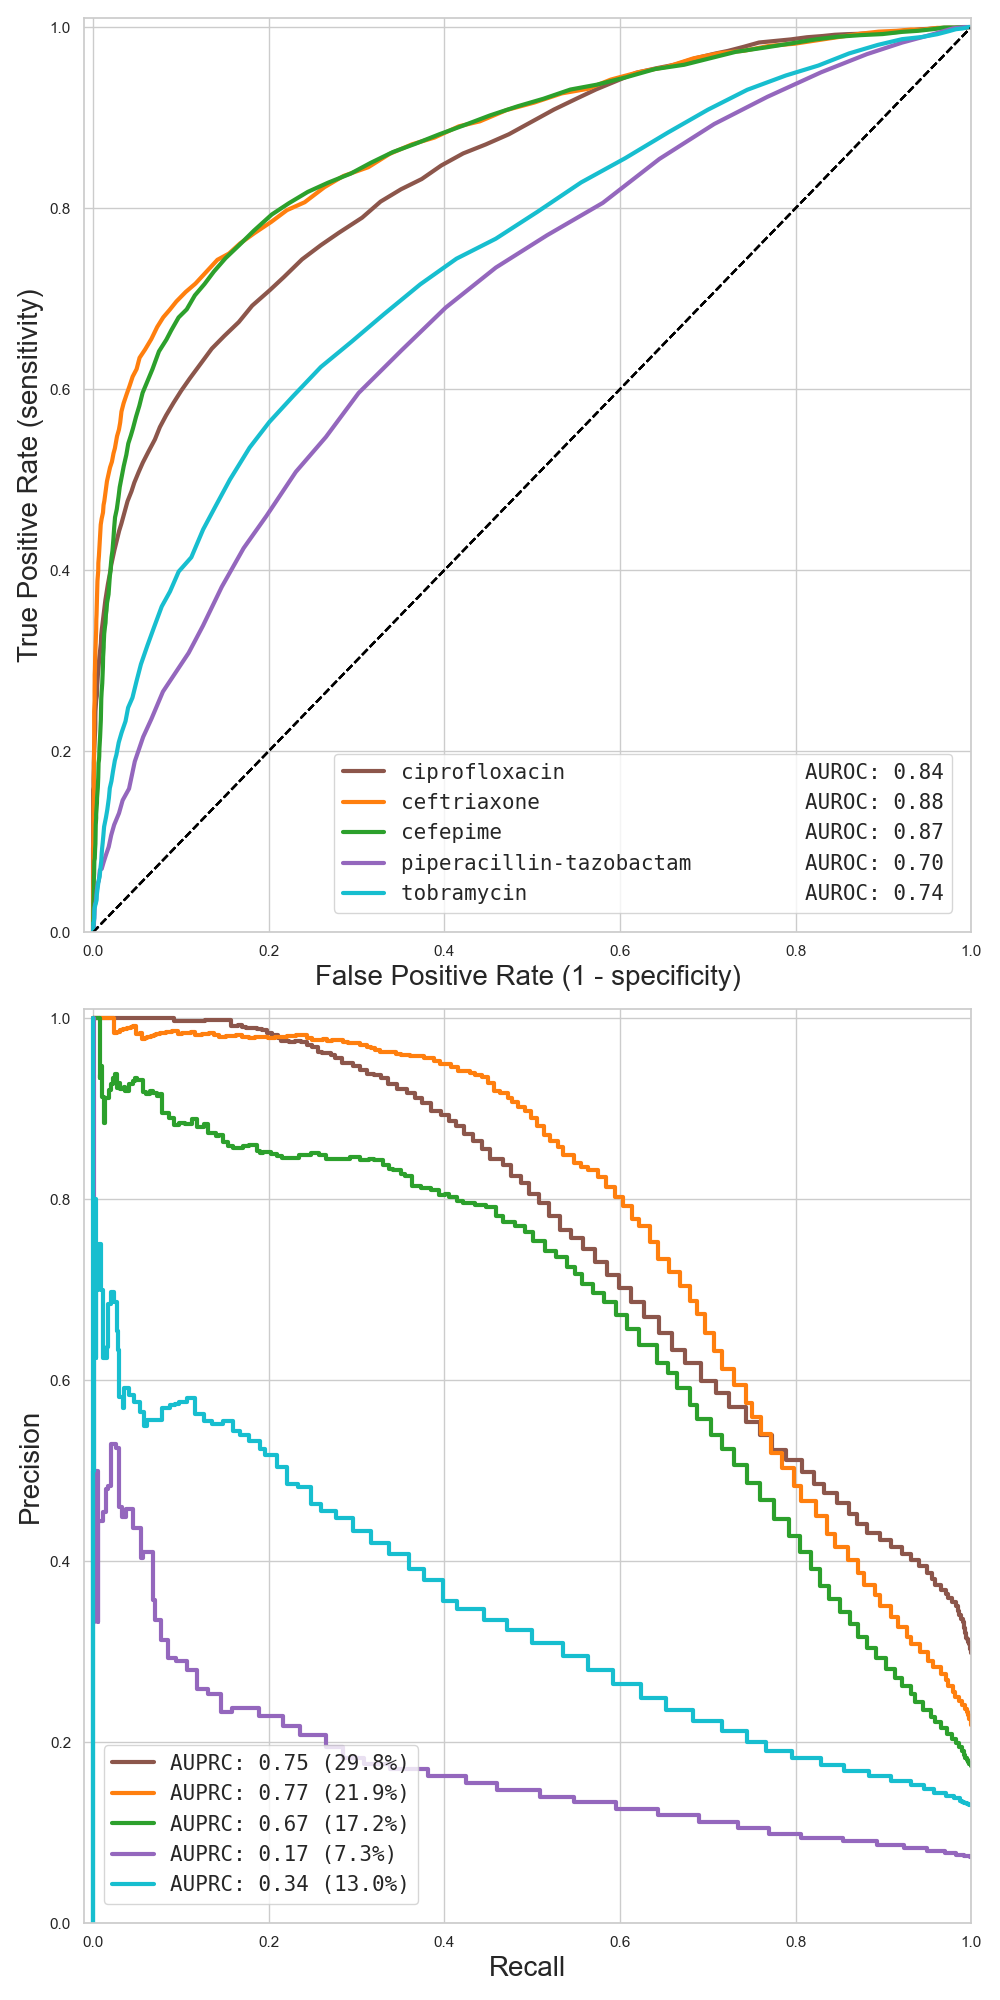 1.0
0.8
0.6
0.4
0.2
0.0
True Positive Rate (sensitivity)
ciprofloxacin AUROC: 0.84
ceftriaxone AUROC: 0.88
cefepime AUROC: 0.87
piperacillin-tazobactam AUROC: 0.70
tobramycin AUROC: 0.74
0.0 0.2 0.4 0.6 0.8 1.0
False Positive Rate (1 - specificity)
1.0
0.8
0.6
0.4
0.2
0.0
Precision
AUPRC: 0.75 (29.8%)
AUPRC: 0.77 (21.9%)
AUPRC: 0.67 (17.2%)
AUPRC: 0.17 (7.3%)
AUPRC: 0.34 (13.0%)
0.0 0.2 0.4 0.6 0.8 1.0
Recall